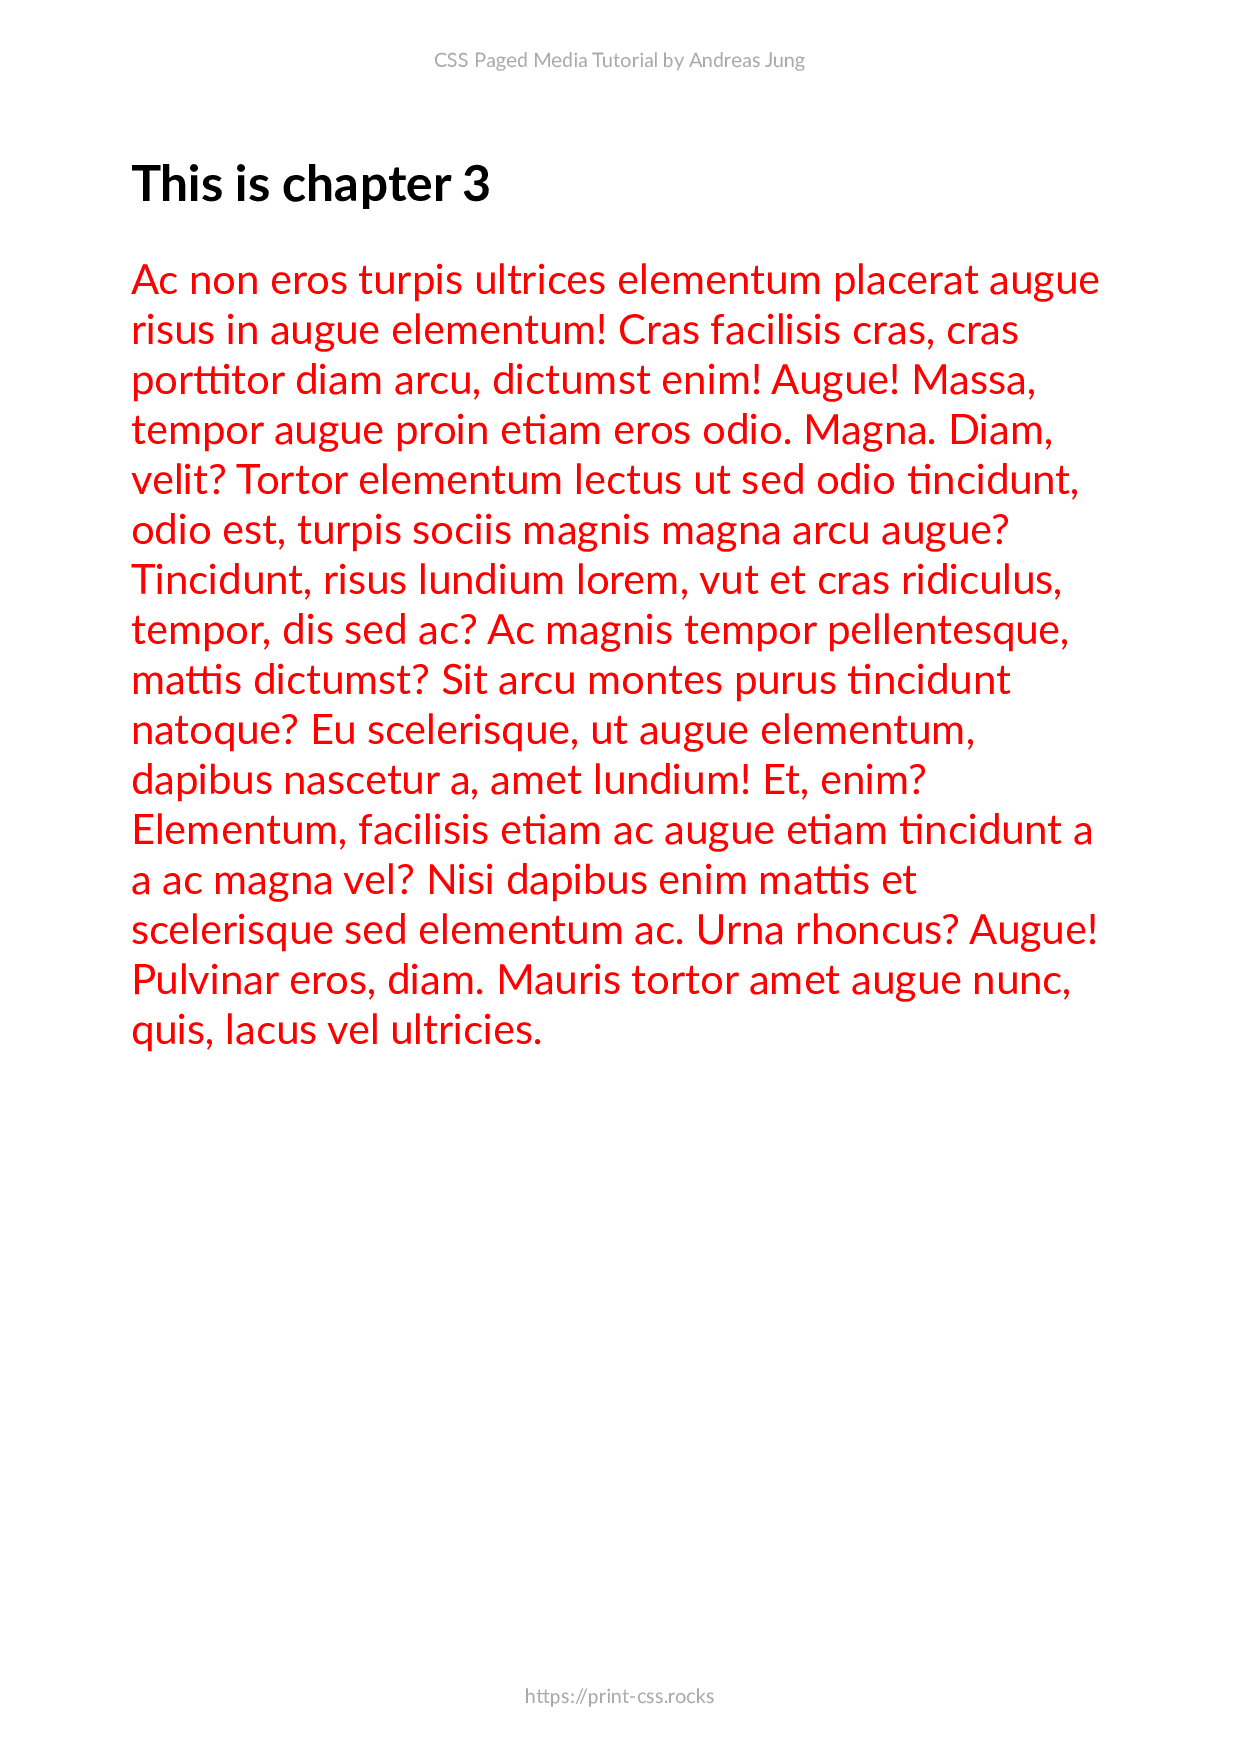 CSS Paged Media Tutorial by Andreas Jung
This is chapter 3
Ac non eros turpis ultrices elementum placerat augue
risus in augue elementum! Cras facilisis cras, cras
porttitor diam arcu, dictumst enim! Augue! Massa,
tempor augue proin etiam eros odio. Magna. Diam,
velit? Tortor elementum lectus ut sed odio tincidunt,
odio est, turpis sociis magnis magna arcu augue?
Tincidunt, risus lundium lorem, vut et cras ridiculus,
tempor, dis sed ac? Ac magnis tempor pellentesque,
mattis dictumst? Sit arcu montes purus tincidunt
natoque? Eu scelerisque, ut augue elementum,
dapibus nascetur a, amet lundium! Et, enim?
Elementum, facilisis etiam ac augue etiam tincidunt a
a ac magna vel? Nisi dapibus enim mattis et
scelerisque sed elementum ac. Urna rhoncus? Augue!
Pulvinar eros, diam. Mauris tortor amet augue nunc,
quis, lacus vel ultricies.
https://print-css.rocks